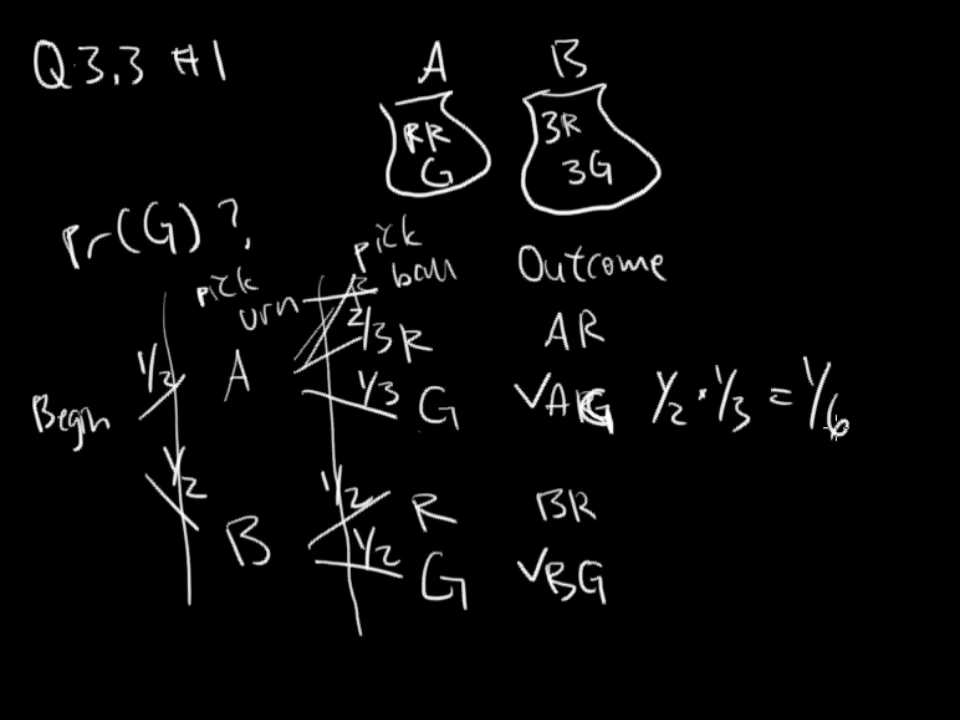 Q 3.3 #1
A B
RR 3R
G 3G
Pr(G)?
pick urn pick ball Outcome
1/2 A 2/3 R AR
1/3 G √AG 1/2 · 1/3 = 1/6
Begin
1/2 B 1/2 R BR
1/2 G √BG